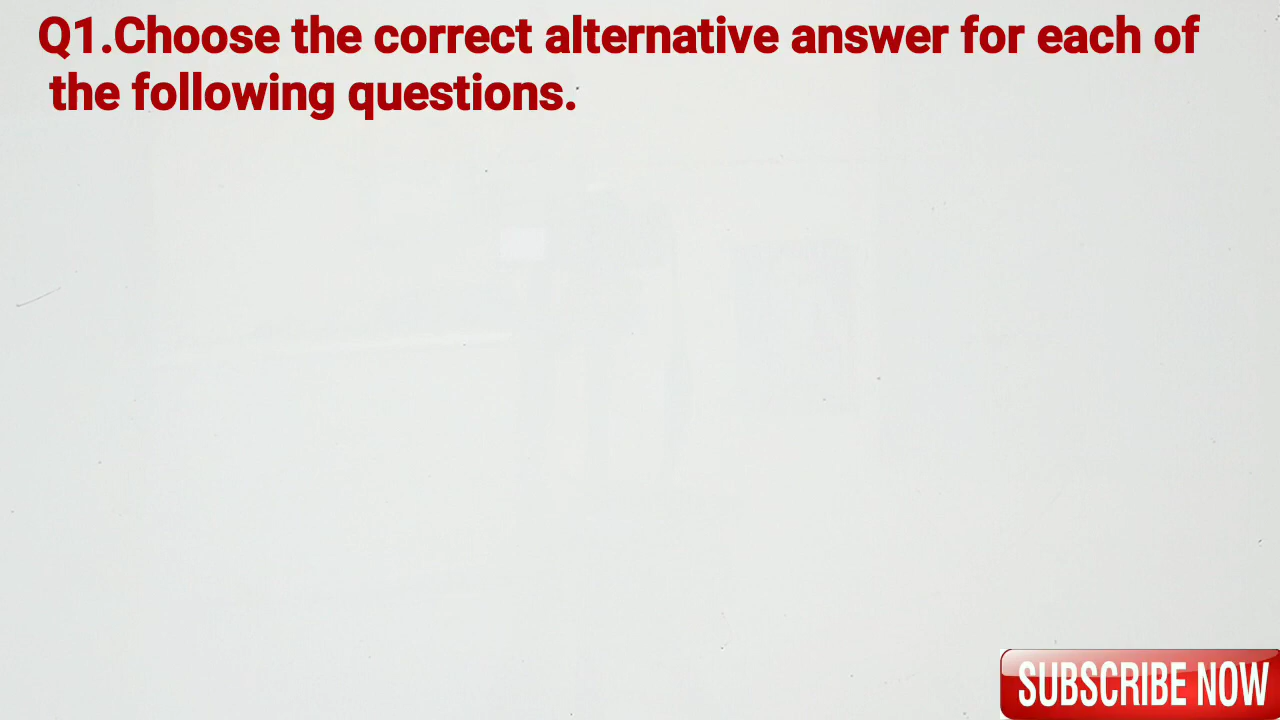 Q1.Choose the correct alternative answer for each of
the following questions.
SUBSCRIBE NOW